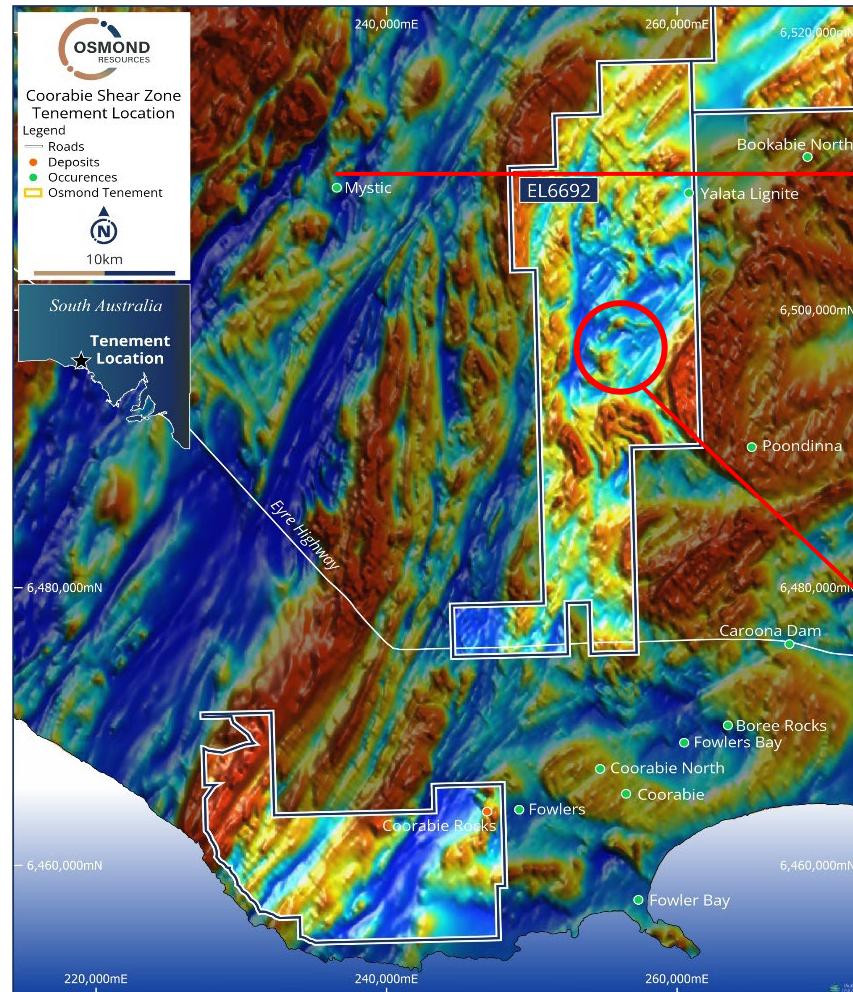 OSMOND
RESOURCES
Coorabie Shear Zone
Tenement Location
Legend
Roads
Deposits
Occurences
Osmond Tenement
N
10km
South Australia
Tenement
Location
240,000mE
260,000mE
6,520,000mN
Bookabie North
Mystic
EL6692
Yalata Lignite
6,500,000mN
Poondinna
Eyre Highway
6,480,000mN
6,480,000mN
Caroona Dam
Boree Rocks
Fowlers Bay
Coorabie North
Coorabie
Fowlers
Coorabie Rocks
6,460,000mN
6,460,000mN
Fowler Bay
220,000mE
240,000mE
260,000mE